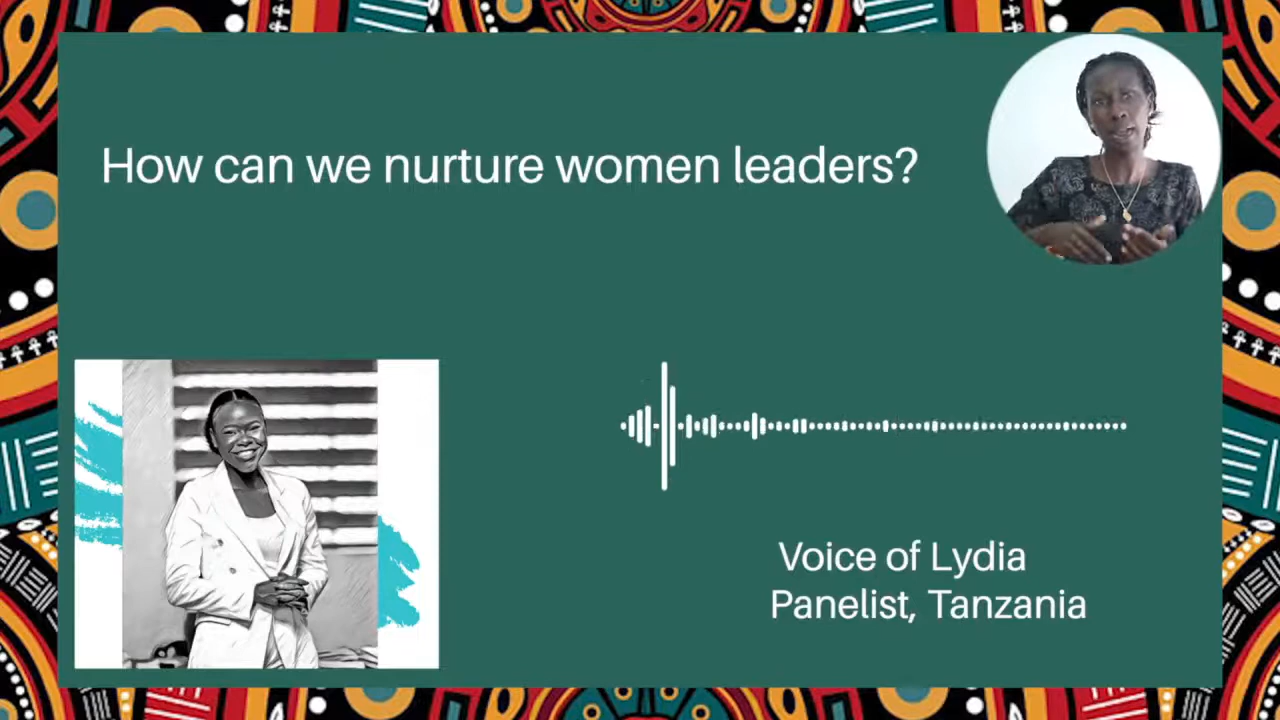 How can we nurture women leaders?
Voice of Lydia
Panelist, Tanzania